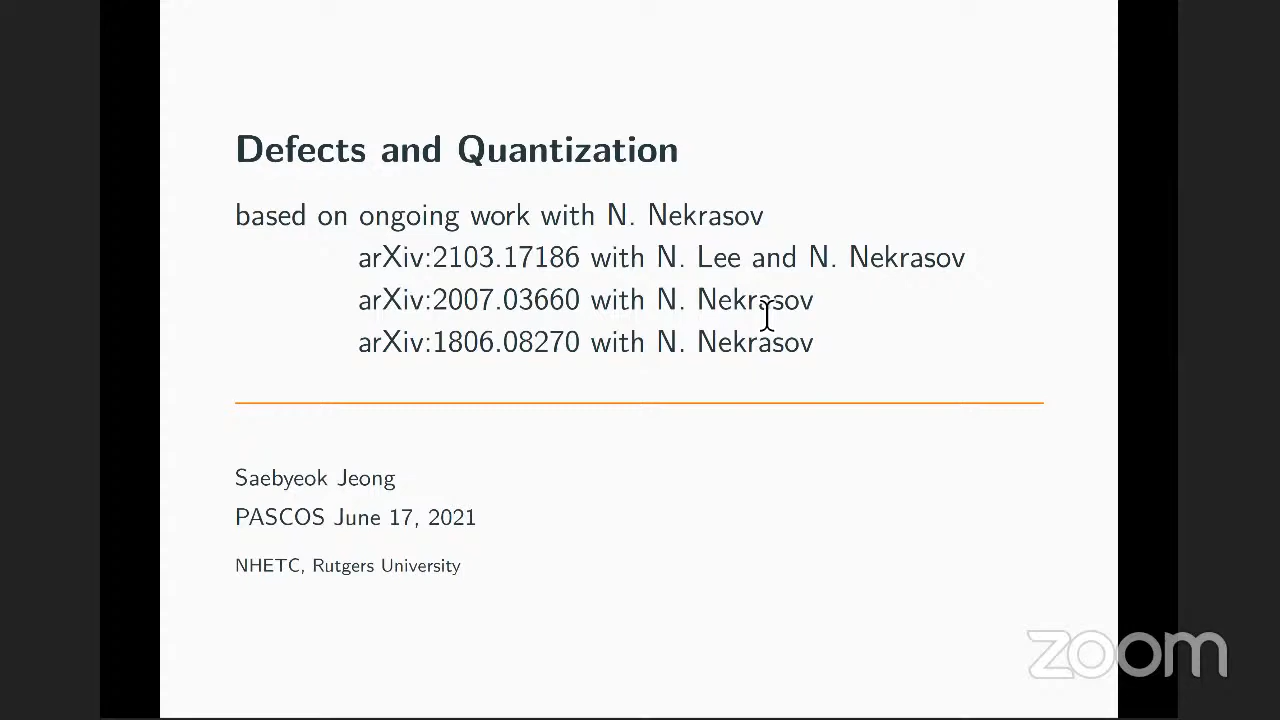 Defects and Quantization
based on ongoing work with N. Nekrasov
arXiv:2103.17186 with N. Lee and N. Nekrasov
arXiv:2007.03660 with N. Nekrasov
arXiv:1806.08270 with N. Nekrasov
Saebyeok Jeong
PASCOS June 17, 2021
NHETC, Rutgers University
zoom